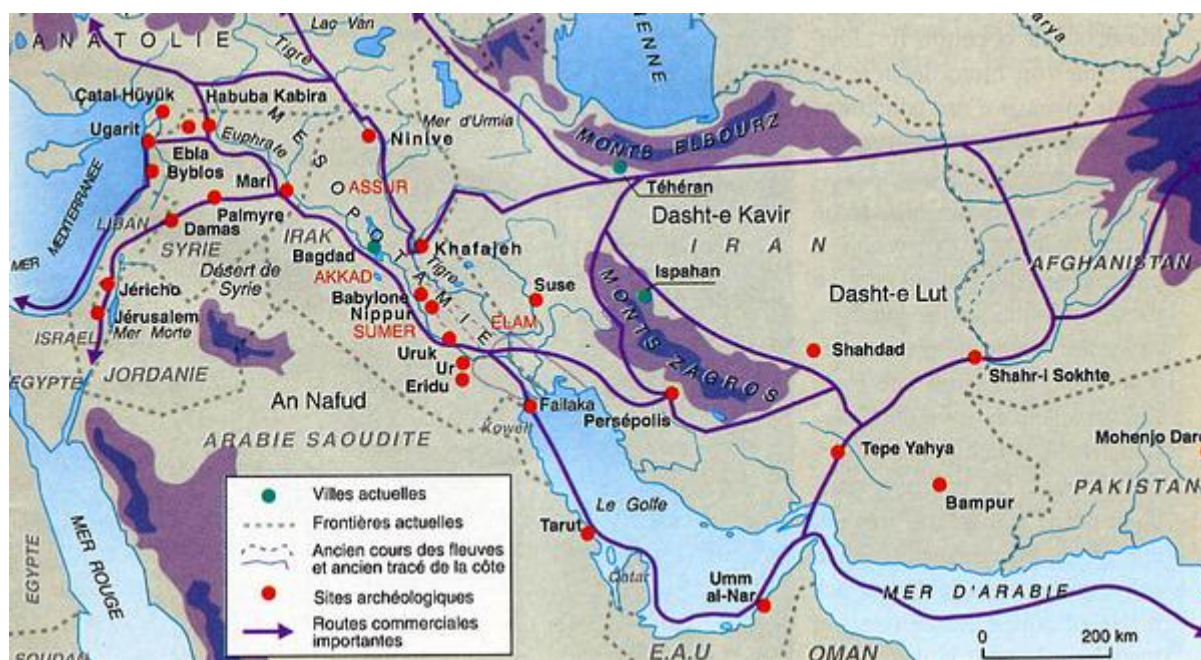 Lac Van
ANATOLIE
Tigre
ENNE
arya
Çatal Hüyük
Habuba Kabira
Mer d'Urmia
MONTS ELBOURZ
Ugarit
Euphrate
Ninive
Ebla
Byblos
Mari
ASSUR
Téhéran
MESOPOTAMIE
MER MEDITERRANÉE
LIBAN
Palmyre
Dasht-e Kavir
Damas
SYRIE
IRAK
IRAN
Bagdad
Khafajeh
Tigre
AFGHANISTAN
Désert de
Syrie
AKKAD
Ispahan
Suse
Jéricho
Babylone
Dasht-e Lut
Nippur
ELAM
MONTS ZAGROS
Jérusalem
Mer Morte
SUMER
ISRAEL
Uruk
Shahdad
Ur
Shahr-i Sokhte
EGYPTE
JORDANIE
Eridu
An Nafud
Failaka
Persépolis
Koweït
ARABIE SAOUDITE
Tepe Yahya
Mohenjo Daro
Bampur
PAKISTAN
Le Golfe
Tarut
Qatar
Umm
al-Nar
MER D'ARABIE
MER ROUGE
EGYPTE
SOUDAN
E.A.U
OMAN
0 200 km
Villes actuelles
Frontières actuelles
Ancien cours des fleuves
et ancien tracé de la côte
Sites archéologiques
Routes commerciales
importantes